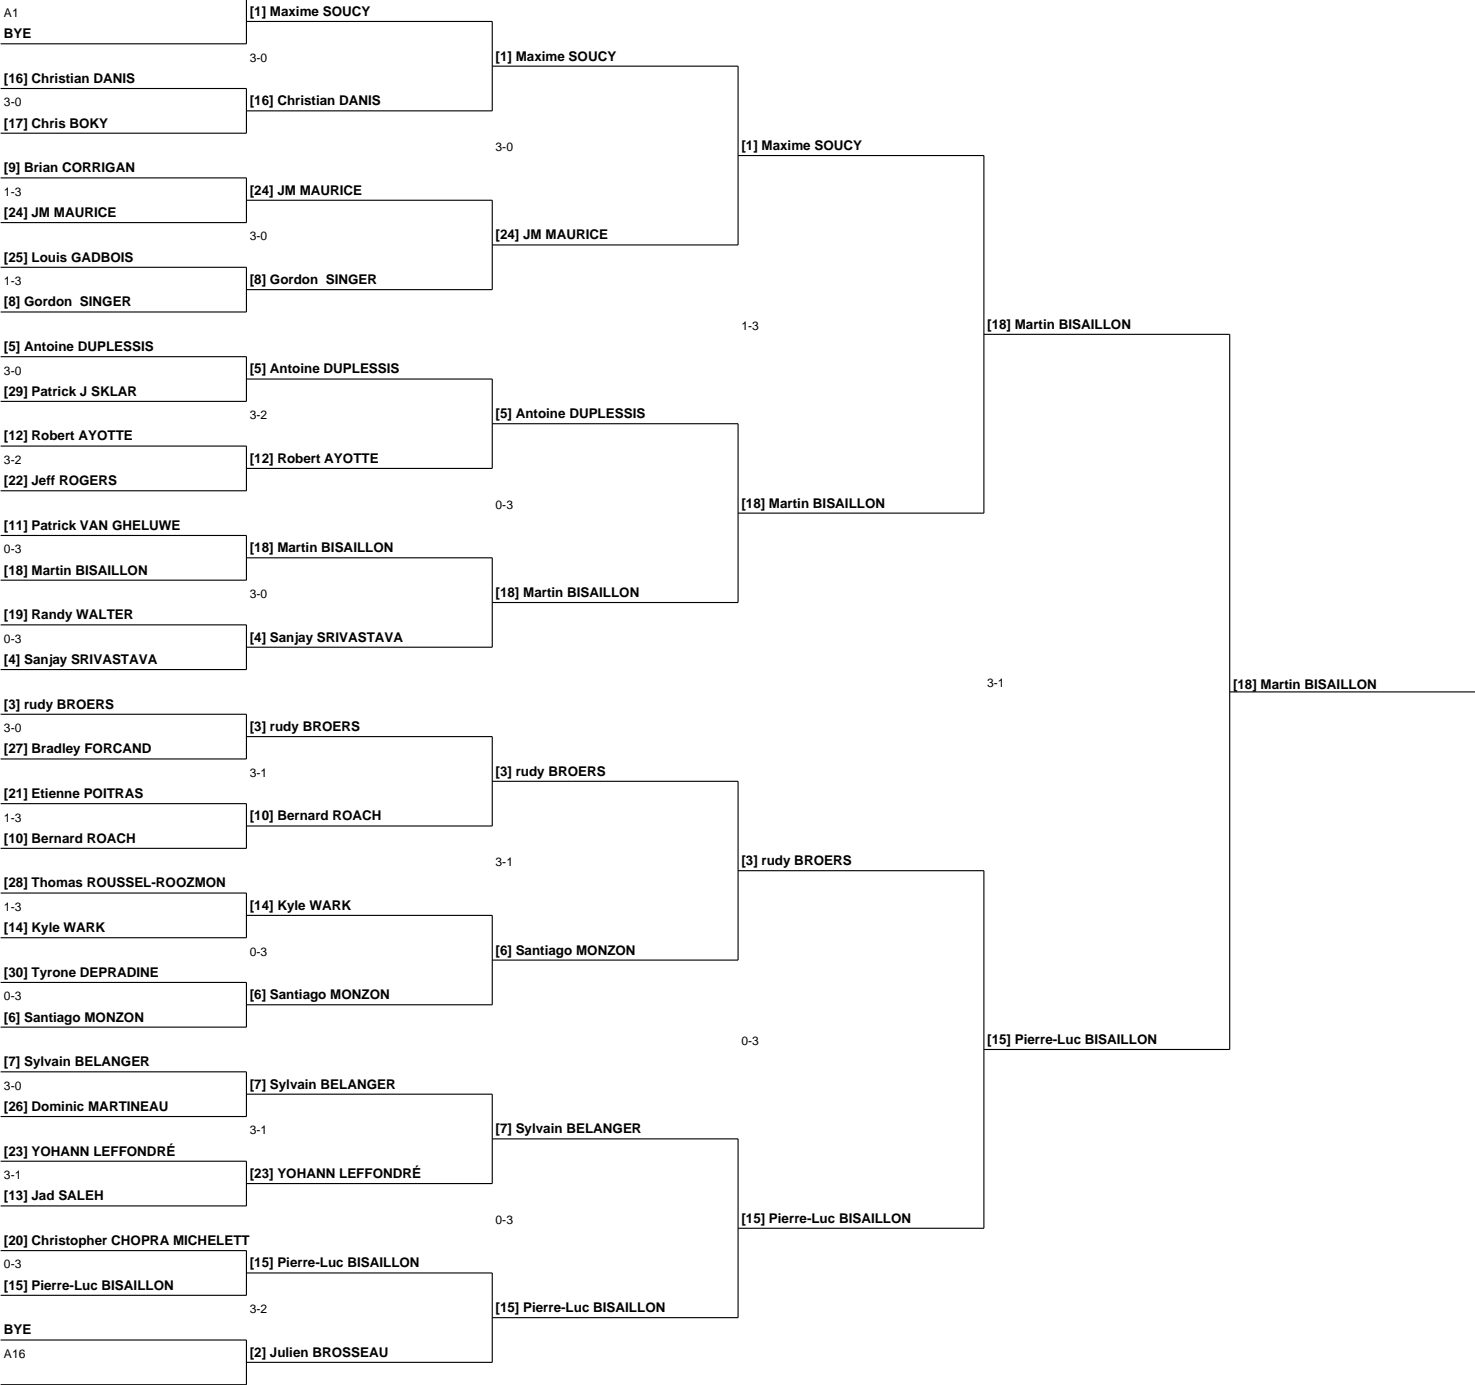 A1
BYE
[16] Christian DANIS
3-0
[17] Chris BOKY
[9] Brian CORRIGAN
1-3
[24] JM MAURICE
[25] Louis GADBOIS
1-3
[8] Gordon  SINGER
[5] Antoine DUPLESSIS
3-0
[29] Patrick J SKLAR
[12] Robert AYOTTE
3-2
[22] Jeff ROGERS
[11] Patrick VAN GHELUWE
0-3
[18] Martin BISAILLON
[19] Randy WALTER
0-3
[4] Sanjay SRIVASTAVA
[3] rudy BROERS
3-0
[27] Bradley FORCAND
[21] Etienne POITRAS
1-3
[10] Bernard ROACH
[28] Thomas ROUSSEL-ROOZMON
1-3
[14] Kyle WARK
[30] Tyrone DEPRADINE
0-3
[6] Santiago MONZON
[7] Sylvain BELANGER
3-0
[26] Dominic MARTINEAU
[23] YOHANN LEFFONDRÉ
3-1
[13] Jad SALEH
[20] Christopher CHOPRA MICHELETT
0-3
[15] Pierre-Luc BISAILLON
BYE
A16
[1] Maxime SOUCY
3-0
[16] Christian DANIS
[24] JM MAURICE
3-0
[8] Gordon  SINGER
[5] Antoine DUPLESSIS
3-2
[12] Robert AYOTTE
[18] Martin BISAILLON
3-0
[4] Sanjay SRIVASTAVA
[3] rudy BROERS
3-1
[10] Bernard ROACH
[14] Kyle WARK
0-3
[6] Santiago MONZON
[7] Sylvain BELANGER
3-1
[23] YOHANN LEFFONDRÉ
[15] Pierre-Luc BISAILLON
3-2
[2] Julien BROSSEAU
[1] Maxime SOUCY
3-0
[24] JM MAURICE
[5] Antoine DUPLESSIS
0-3
[18] Martin BISAILLON
[3] rudy BROERS
3-1
[6] Santiago MONZON
[7] Sylvain BELANGER
0-3
[15] Pierre-Luc BISAILLON
[1] Maxime SOUCY
1-3
[18] Martin BISAILLON
[3] rudy BROERS
0-3
[15] Pierre-Luc BISAILLON
[18] Martin BISAILLON
3-1
[15] Pierre-Luc BISAILLON
[18] Martin BISAILLON